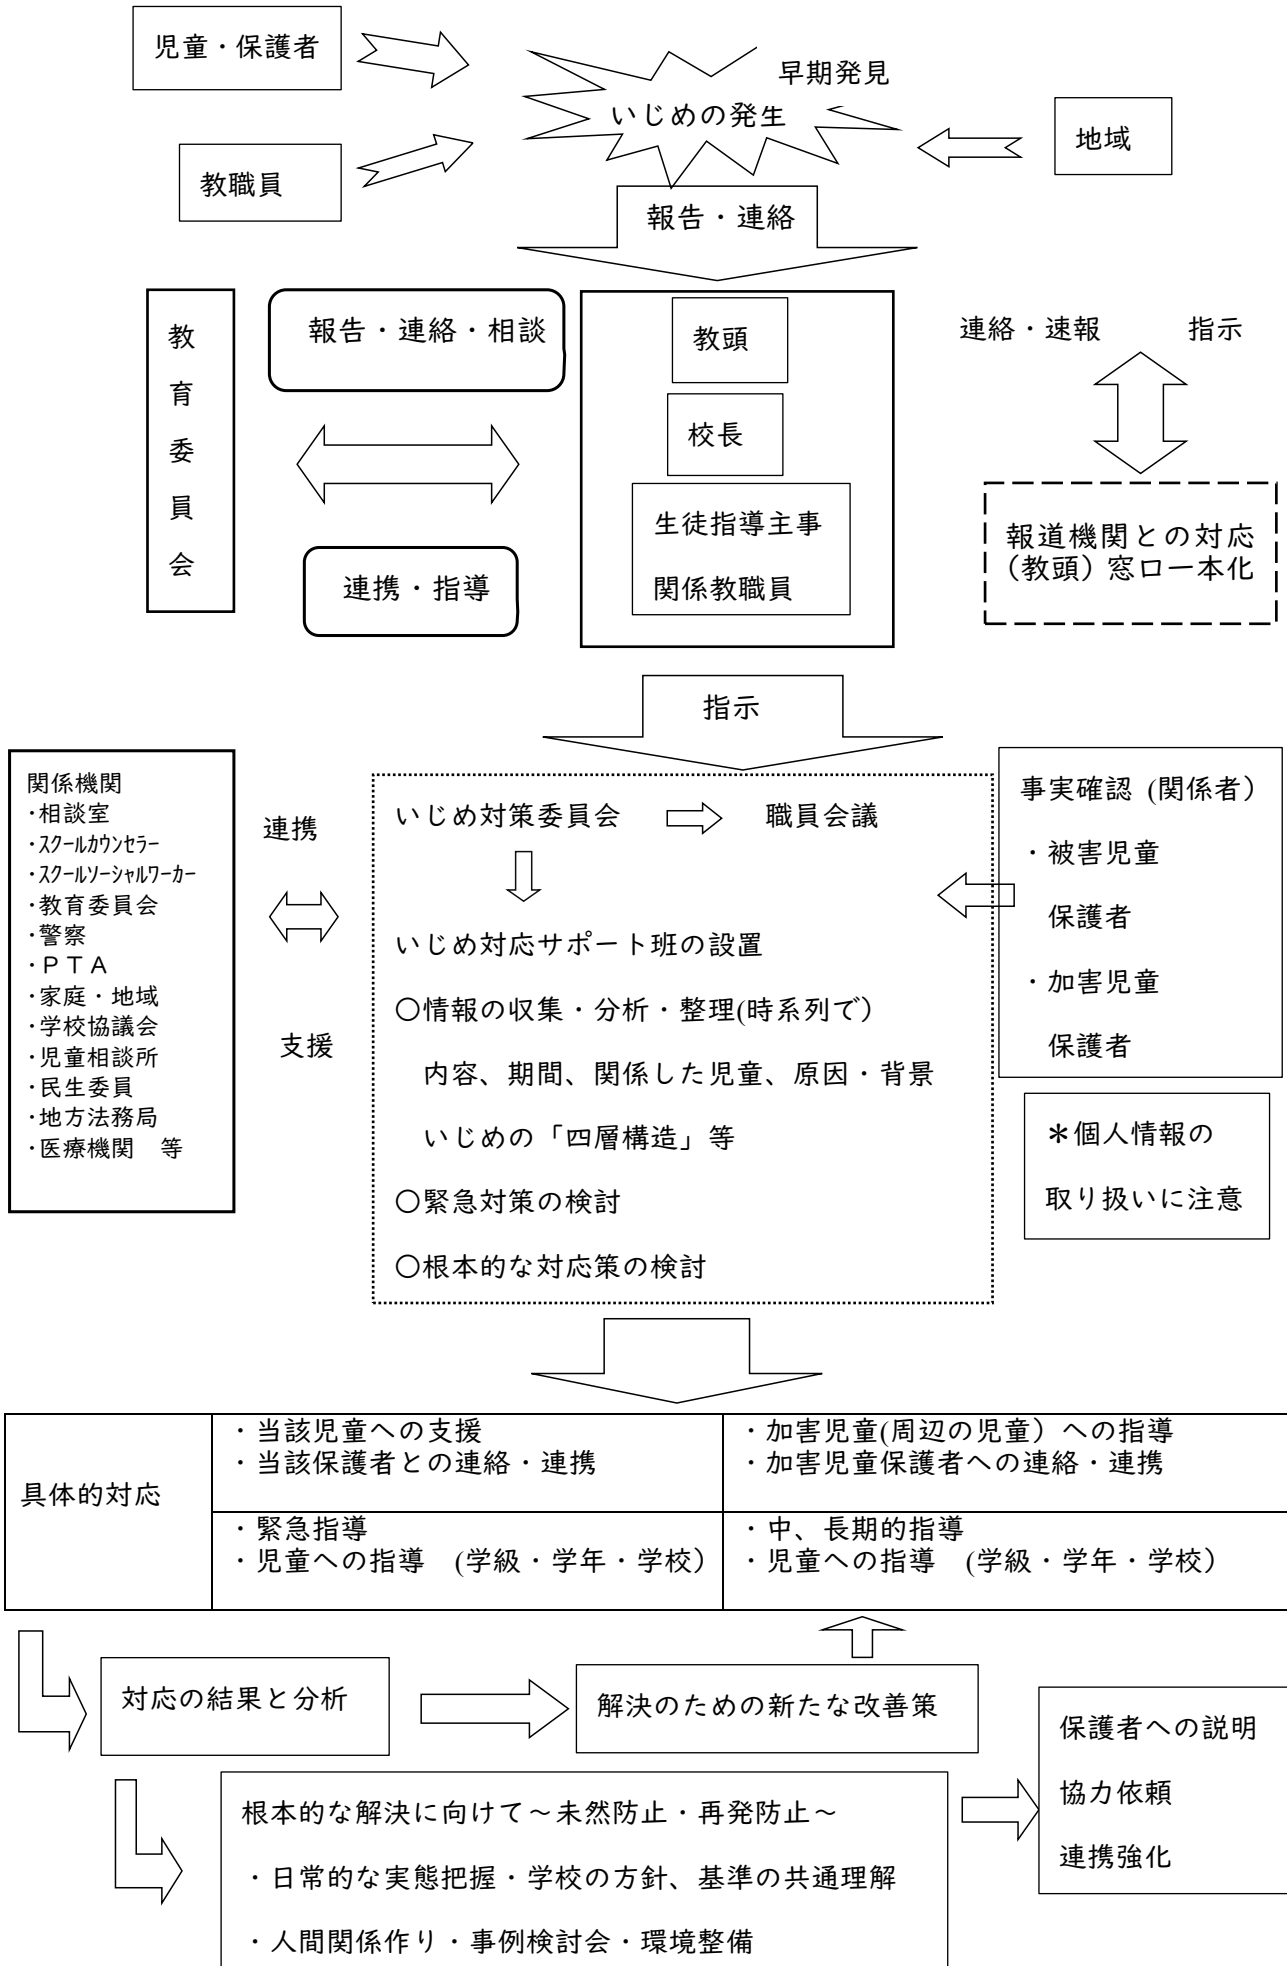 児童・保護者
早期発見
いじめの発生
地域
教職員
報告・連絡
教育委員会
報告・連絡・相談
教頭
連絡・速報　指示
校長
生徒指導主事
関係教職員
連携・指導
報道機関との対応
(教頭) 窓口一本化
指示
関係機関
・相談室
・スクールカウンセラー
・スクールソーシャルワーカー
・教育委員会
・警察
・ＰＴＡ
・家庭・地域
・学校協議会
・児童相談所
・民生委員
・地方法務局
・医療機関　等
連携
支援
いじめ対策委員会
職員会議
いじめ対応サポート班の設置
〇情報の収集・分析・整理(時系列で)
内容、期間、関係した児童、原因・背景
いじめの「四層構造」等
〇緊急対策の検討
〇根本的な対応策の検討
事実確認 (関係者)
・被害児童
保護者
・加害児童
保護者
＊個人情報の
取り扱いに注意
具体的対応
・当該児童への支援
・当該保護者との連絡・連携
・加害児童(周辺の児童）への指導
・加害児童保護者への連絡・連携
・緊急指導
・児童への指導　(学級・学年・学校)
・中、長期的指導
・児童への指導　(学級・学年・学校)
対応の結果と分析
解決のための新たな改善策
根本的な解決に向けて～未然防止・再発防止～
・日常的な実態把握・学校の方針、基準の共通理解
・人間関係作り・事例検討会・環境整備
保護者への説明
協力依頼
連携強化